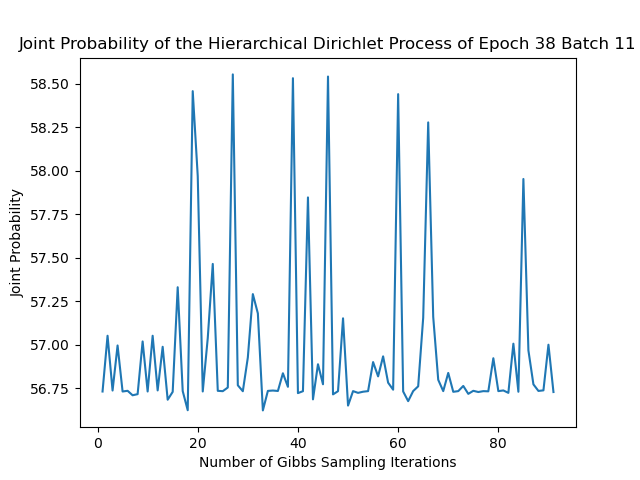 Joint Probability of the Hierarchical Dirichlet Process of Epoch 38 Batch 11
58.50
58.25
58.00
57.75
57.50
57.25
57.00
56.75
Joint Probability
0 20 40 60 80
Number of Gibbs Sampling Iterations